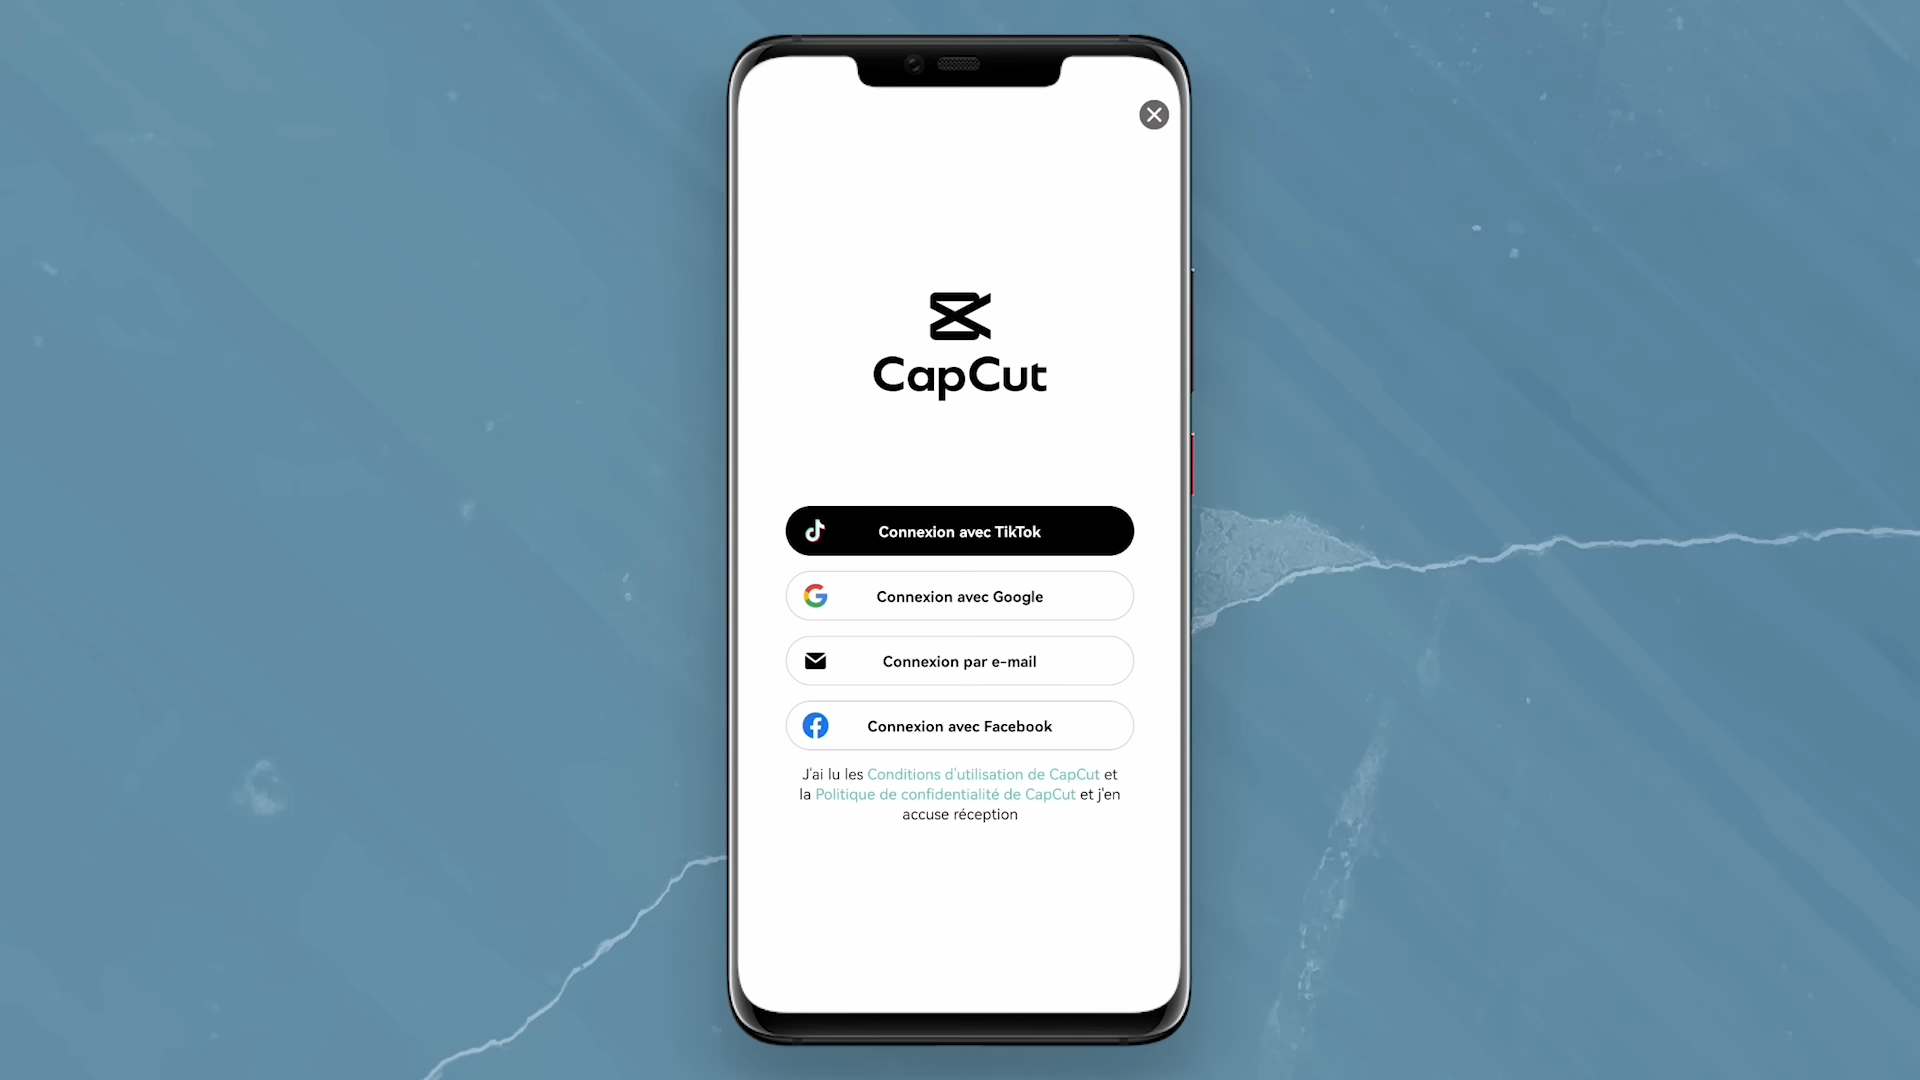 CapCut
Connexion avec TikTok
Connexion avec Google
Connexion par e-mail
Connexion avec Facebook
J'ai lu les Conditions d'utilisation de CapCut et
la Politique de confidentialité de CapCut et j'en
accuse réception